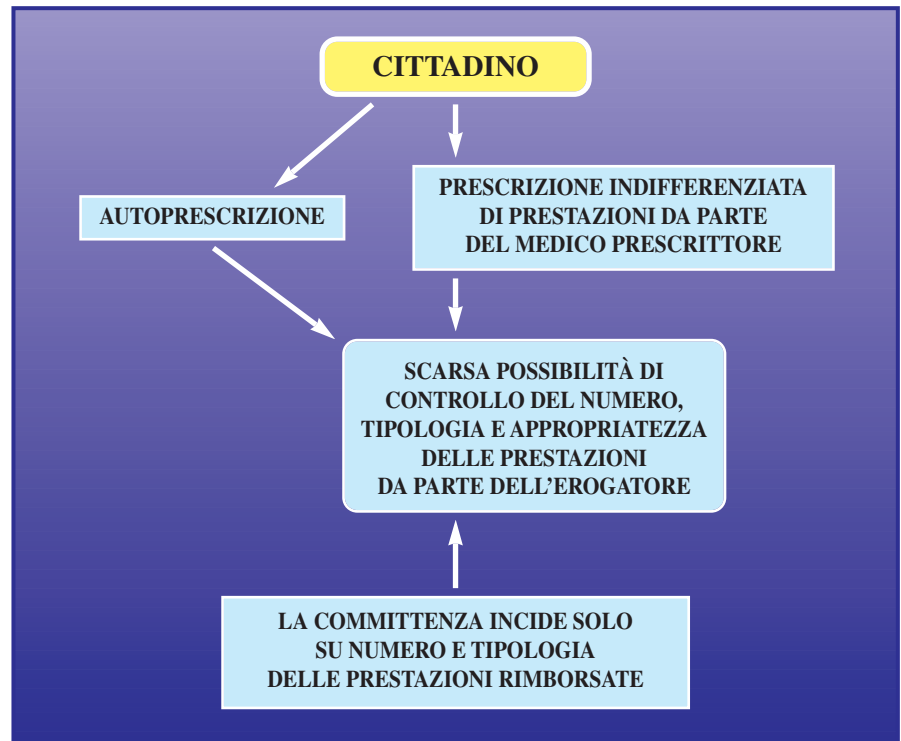 CITTADINO
AUTOPRESCRIZIONE
PRESCRIZIONE INDIFFERENZIATA
DI PRESTAZIONI DA PARTE
DEL MEDICO PRESCRITTORE
SCARSA POSSIBILITÀ DI
CONTROLLO DEL NUMERO,
TIPOLOGIA E APPROPRIATEZZA
DELLE PRESTAZIONI
DA PARTE DELL’EROGATORE
LA COMMITTENZA INCIDE SOLO
SU NUMERO E TIPOLOGIA
DELLE PRESTAZIONI RIMBORSATE